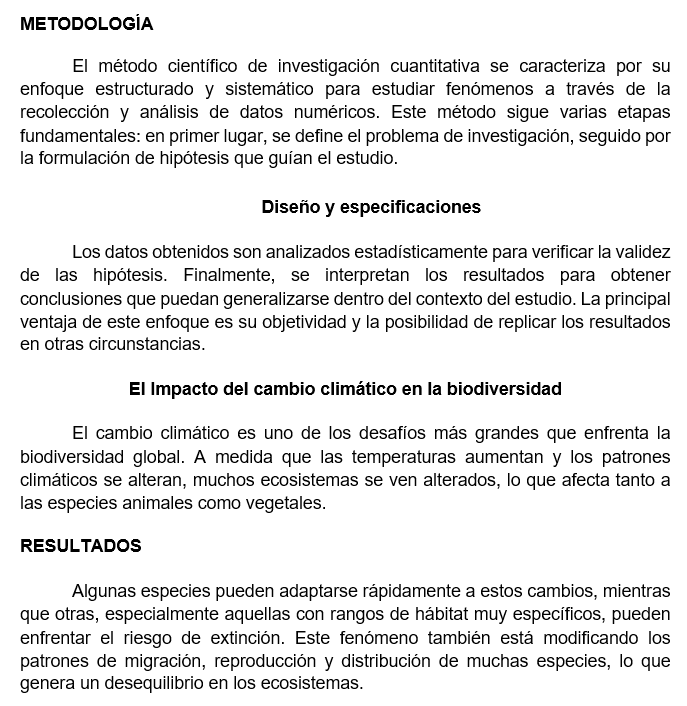 METODOLOGÍA
El método científico de investigación cuantitativa se caracteriza por su
enfoque estructurado y sistemático para estudiar fenómenos a través de la
recolección y análisis de datos numéricos. Este método sigue varias etapas
fundamentales: en primer lugar, se define el problema de investigación, seguido por
la formulación de hipótesis que guían el estudio.
Diseño y especificaciones
Los datos obtenidos son analizados estadísticamente para verificar la validez
de las hipótesis. Finalmente, se interpretan los resultados para obtener
conclusiones que puedan generalizarse dentro del contexto del estudio. La principal
ventaja de este enfoque es su objetividad y la posibilidad de replicar los resultados
en otras circunstancias.
El Impacto del cambio climático en la biodiversidad
El cambio climático es uno de los desafíos más grandes que enfrenta la
biodiversidad global. A medida que las temperaturas aumentan y los patrones
climáticos se alteran, muchos ecosistemas se ven alterados, lo que afecta tanto a
las especies animales como vegetales.
RESULTADOS
Algunas especies pueden adaptarse rápidamente a estos cambios, mientras
que otras, especialmente aquellas con rangos de hábitat muy específicos, pueden
enfrentar el riesgo de extinción. Este fenómeno también está modificando los
patrones de migración, reproducción y distribución de muchas especies, lo que
genera un desequilibrio en los ecosistemas.